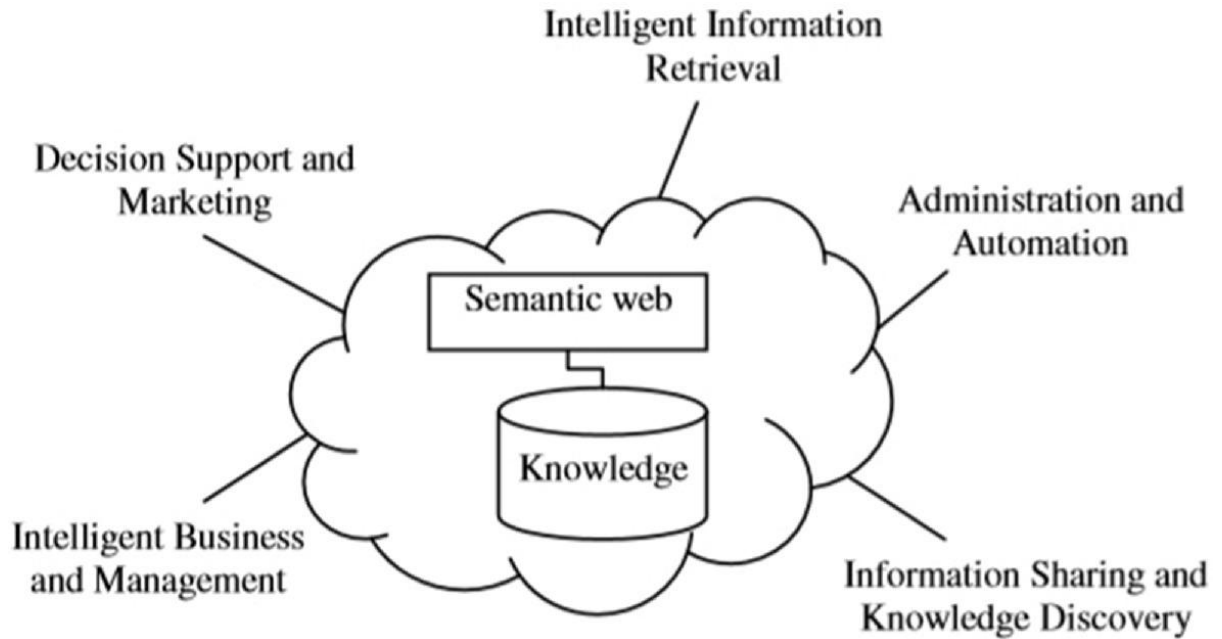 Intelligent Information
Retrieval
Decision Support and
Marketing
Administration and
Automation
Semantic web
Knowledge
Intelligent Business
and Management
Information Sharing and
Knowledge Discovery